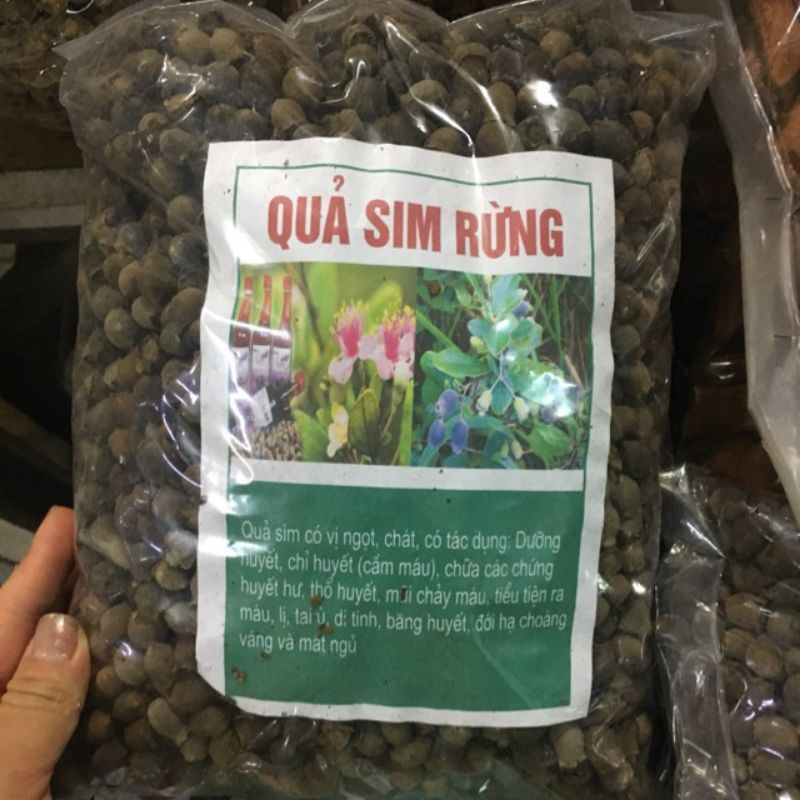 QUẢ SIM RỪNG
Quả sim có vị ngọt, chát, có tác dụng: Dưỡng
huyết, chỉ huyết (cầm máu), chữa các chứng
huyết hư, thổ huyết, mũi chảy máu, tiểu tiện ra
máu, lị, tai ù, di tinh, băng huyết, đới hạ choáng
váng và mất ngủ